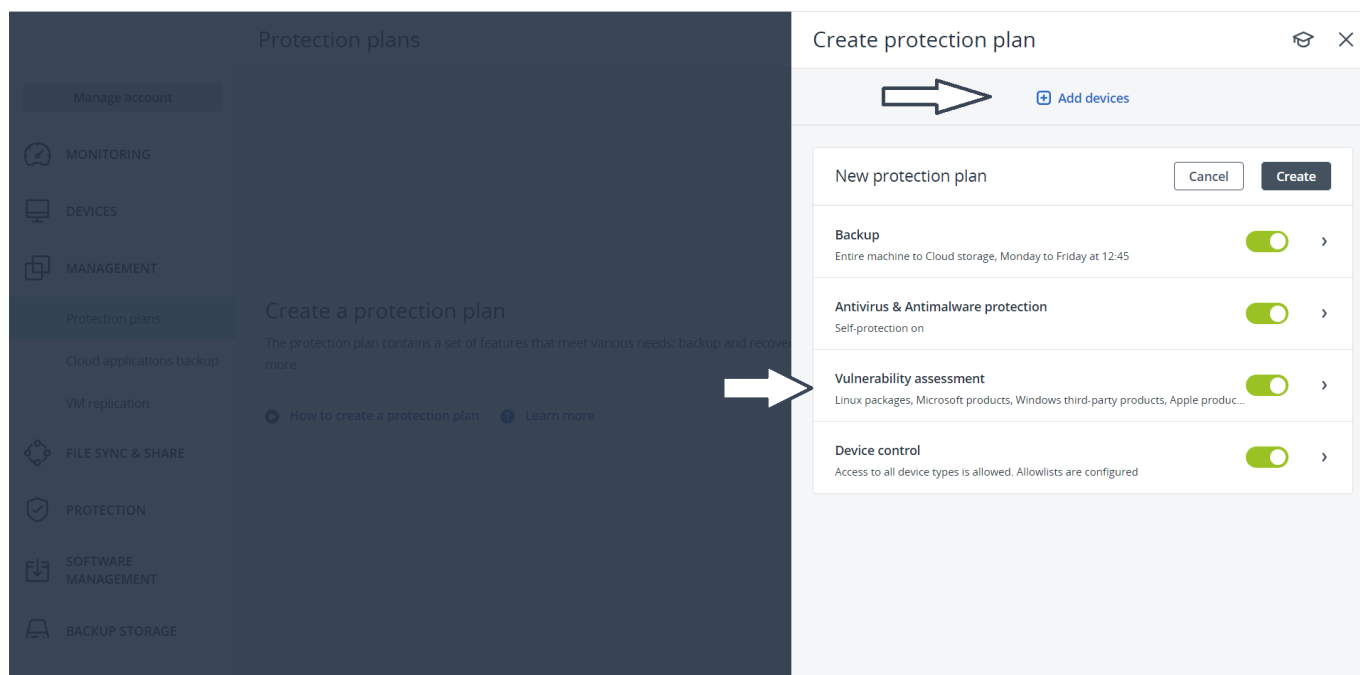 Protection plans
Manage account
MONITORING
DEVICES
MANAGEMENT
Protection plans
Cloud applications backup
VM replication
FILE SYNC & SHARE
PROTECTION
SOFTWARE
MANAGEMENT
BACKUP STORAGE
Create a protection plan
The protection plan contains a set of features that meet various needs: backup and recove
more.
How to create a protection plan
Learn more
Create protection plan
Add devices
New protection plan
Cancel
Create
Backup
Entire machine to Cloud storage, Monday to Friday at 12:45
Antivirus & Antimalware protection
Self-protection on
Vulnerability assessment
Linux packages, Microsoft products, Windows third-party products, Apple produc...
Device control
Access to all device types is allowed. Allowlists are configured